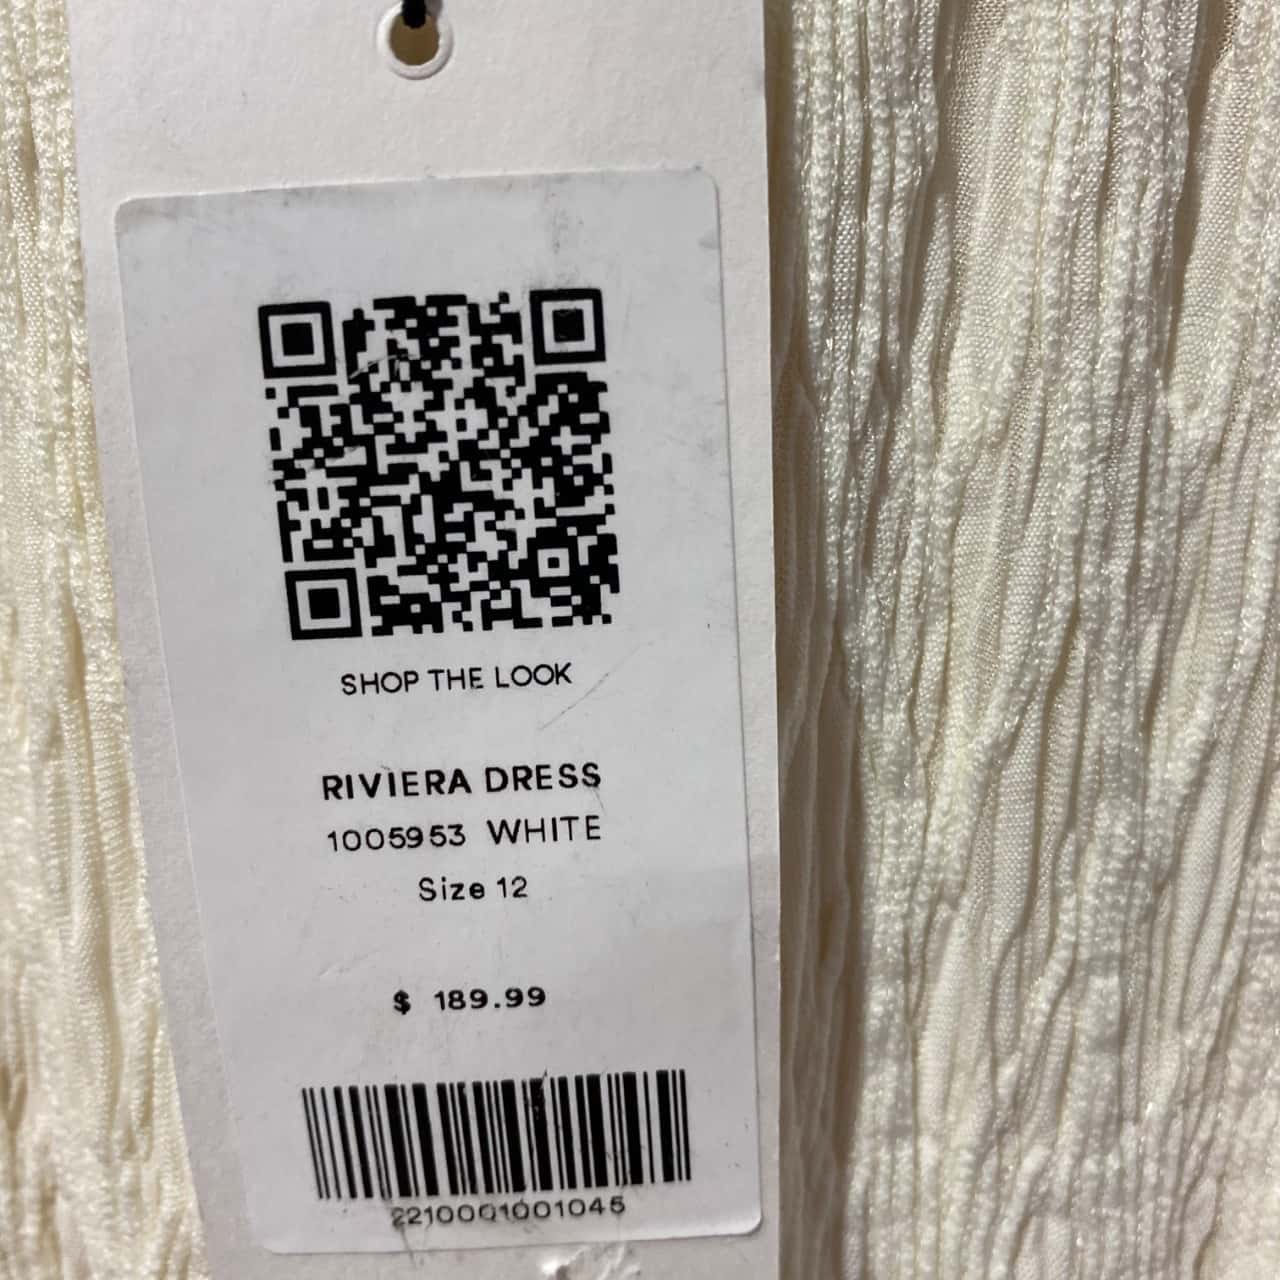 SHOP THE LOOK
RIVIERA DRESS
1005953 WHITE
Size 12
$ 189.99
2210001001045